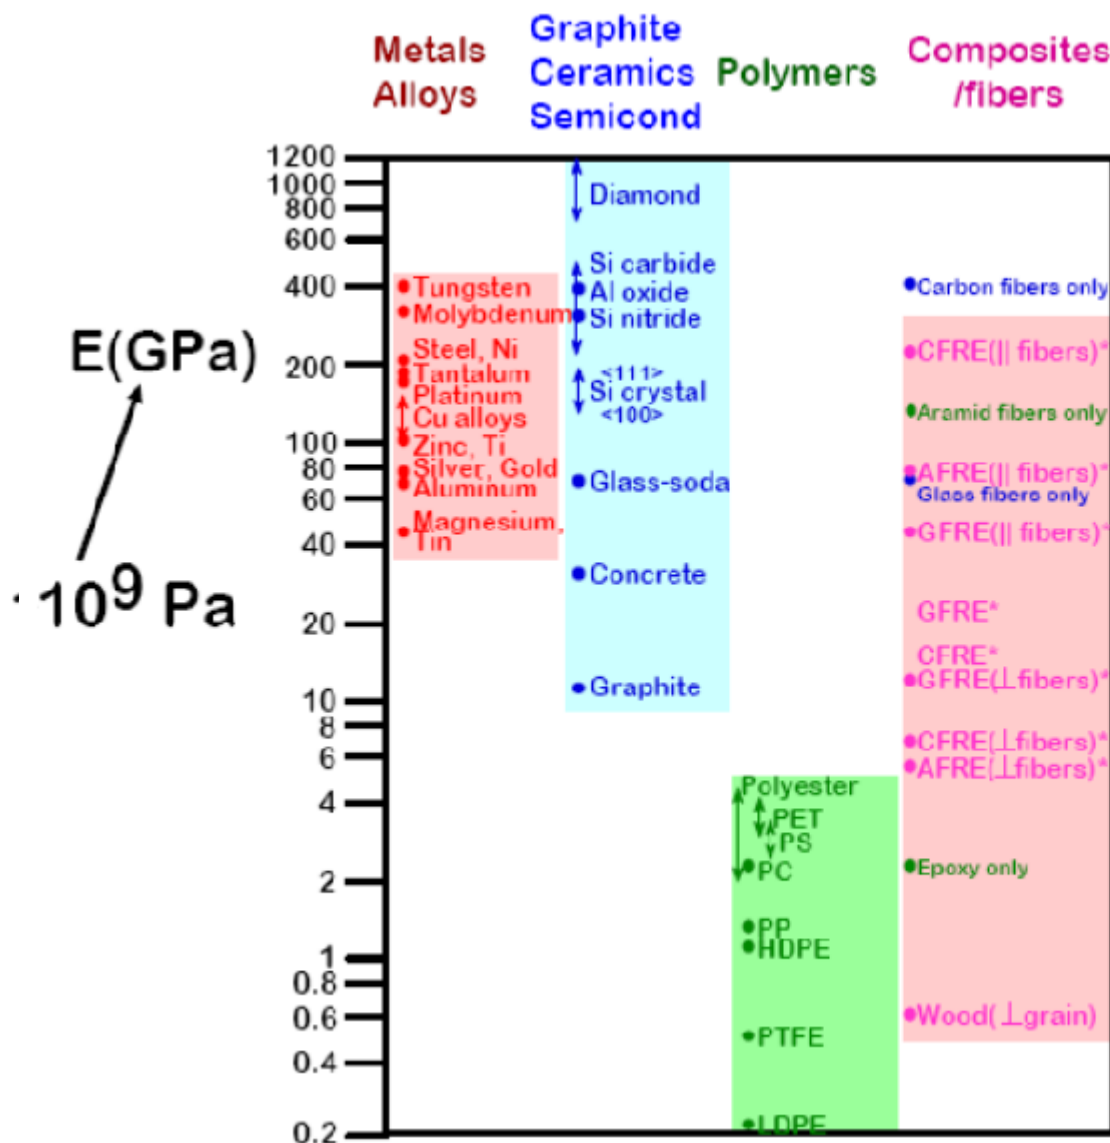 Metals
Alloys
Graphite
Ceramics
Semicond
Polymers
Composites
/fibers
E(GPa)
10⁹ Pa
1200
1000
800
600
400
200
100
80
60
40
20
10
8
6
4
2
1
0.8
0.6
0.4
0.2
Tungsten
Molybdenum
Steel, Ni
Tantalum
Platinum
Cu alloys
Zinc, Ti
Silver, Gold
Aluminum
Magnesium,
Tin
Diamond
Si carbide
Al oxide
Si nitride
<111>
Si crystal
<100>
Glass-soda
Concrete
Graphite
Polyester
PET
PS
PC
PP
HDPE
PTFE
LDPE
Carbon fibers only
CFRE(|| fibers)*
Aramid fibers only
AFRE(|| fibers)*
Glass fibers only
GFRE(|| fibers)*
GFRE*
CFRE*
GFRE(⊥fibers)*
CFRE(⊥fibers)*
AFRE(⊥fibers)*
Epoxy only
Wood(⊥grain)